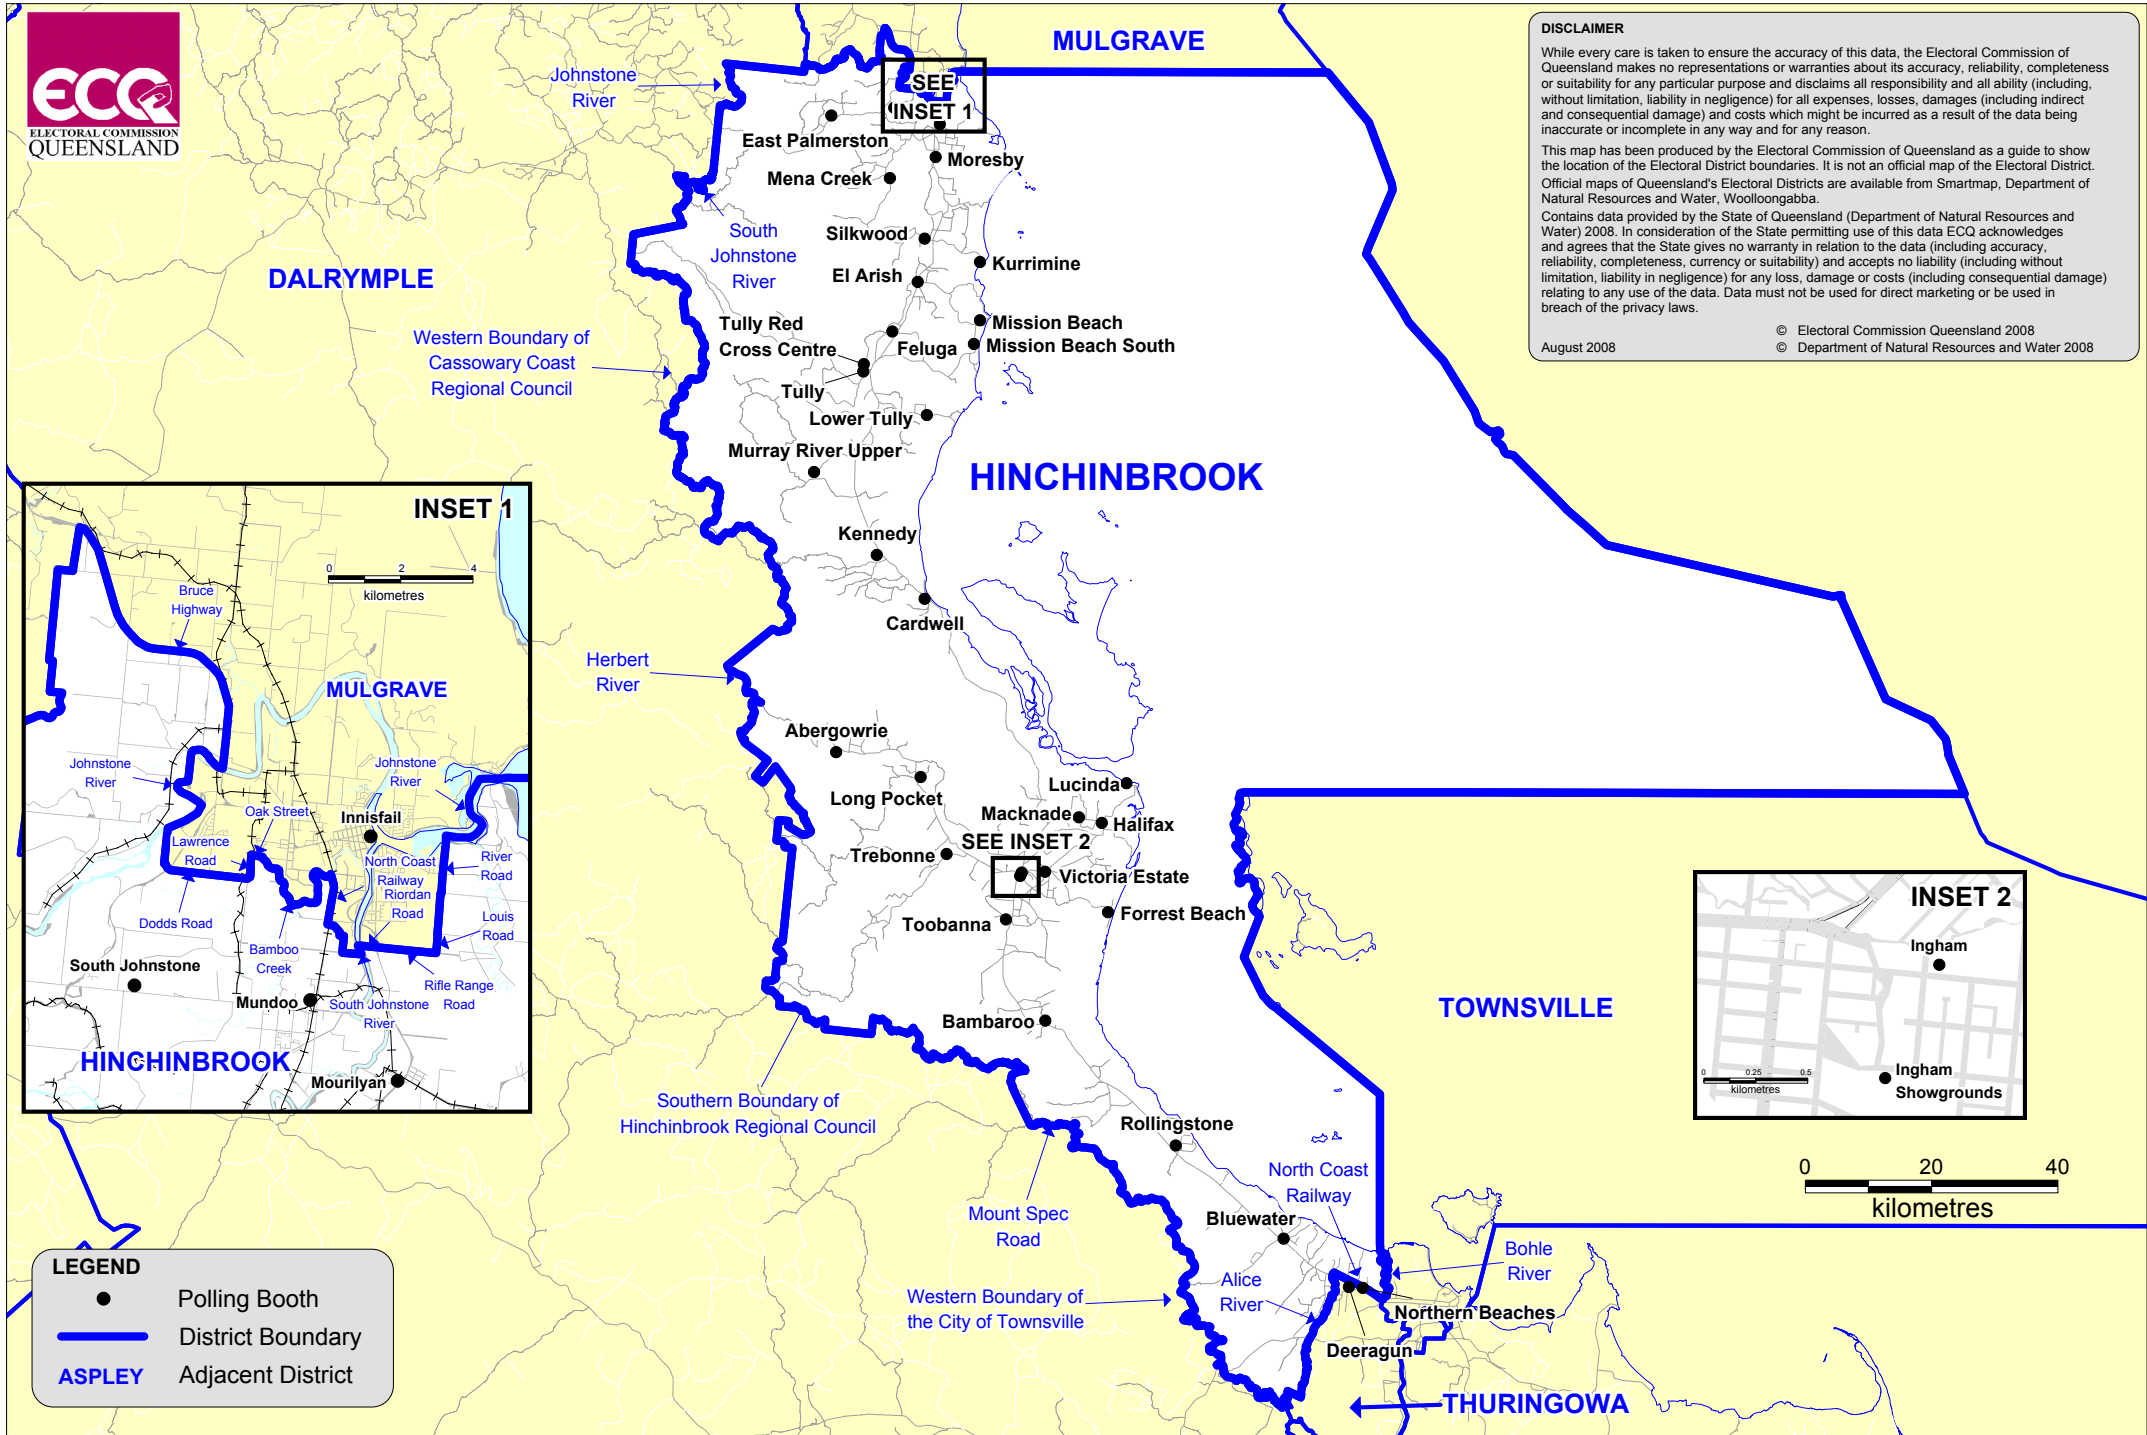 ECQ
ELECTORAL COMMISSION
QUEENSLAND
MULGRAVE
Johnstone
River
SEE
INSET 1
East Palmerston
Moresby
Mena Creek
South
Johnstone
River
Silkwood
Kurrimine
El Arish
DALRYMPLE
Tully Red
Cross Centre
Mission Beach
Feluga
Mission Beach South
Western Boundary of
Cassowary Coast
Regional Council
Tully
Lower Tully
Murray River Upper
HINCHINBROOK
Kennedy
Cardwell
Herbert
River
Abergowrie
Long Pocket
Lucinda
Macknade
Halifax
SEE INSET 2
Trebonne
Victoria Estate
Forrest Beach
Toobanna
Bambaroo
TOWNSVILLE
Southern Boundary of
Hinchinbrook Regional Council
Rollingstone
North Coast
Railway
Mount Spec
Road
Bluewater
Bohle
River
Alice
River
Western Boundary of
the City of Townsville
Northern Beaches
Deeragun
THURINGOWA
DISCLAIMER
While every care is taken to ensure the accuracy of this data, the Electoral Commission of
Queensland makes no representations or warranties about its accuracy, reliability, completeness
or suitability for any particular purpose and disclaims all responsibility and all ability (including,
without limitation, liability in negligence) for all expenses, losses, damages (including indirect
and consequential damage) and costs which might be incurred as a result of the data being
inaccurate or incomplete in any way and for any reason.
This map has been produced by the Electoral Commission of Queensland as a guide to show
the location of the Electoral District boundaries. It is not an official map of the Electoral District.
Official maps of Queensland's Electoral Districts are available from Smartmap, Department of
Natural Resources and Water, Woolloongabba.
Contains data provided by the State of Queensland (Department of Natural Resources and
Water) 2008. In consideration of the State permitting use of this data ECQ acknowledges
and agrees that the State gives no warranty in relation to the data (including accuracy,
reliability, completeness, currency or suitability) and accepts no liability (including without
limitation, liability in negligence) for any loss, damage or costs (including consequential damage)
relating to any use of the data. Data must not be used for direct marketing or be used in
breach of the privacy laws.
© Electoral Commission Queensland 2008
August 2008 © Department of Natural Resources and Water 2008
INSET 1
0 2 4
kilometres
Bruce
Highway
MULGRAVE
Johnstone
River
Johnstone
River
Oak Street
Innisfail
Lawrence
Road
North Coast
Railway
River
Road
Riordan
Road
Dodds Road
Louis
Road
Bamboo
Creek
South Johnstone
Rifle Range
Road
Mundoo
South Johnstone
River
HINCHINBROOK
Mourilyan
INSET 2
Ingham
0 0.25 0.5
kilometres
Ingham
Showgrounds
0 20 40
kilometres
LEGEND
Polling Booth
District Boundary
ASPLEY Adjacent District